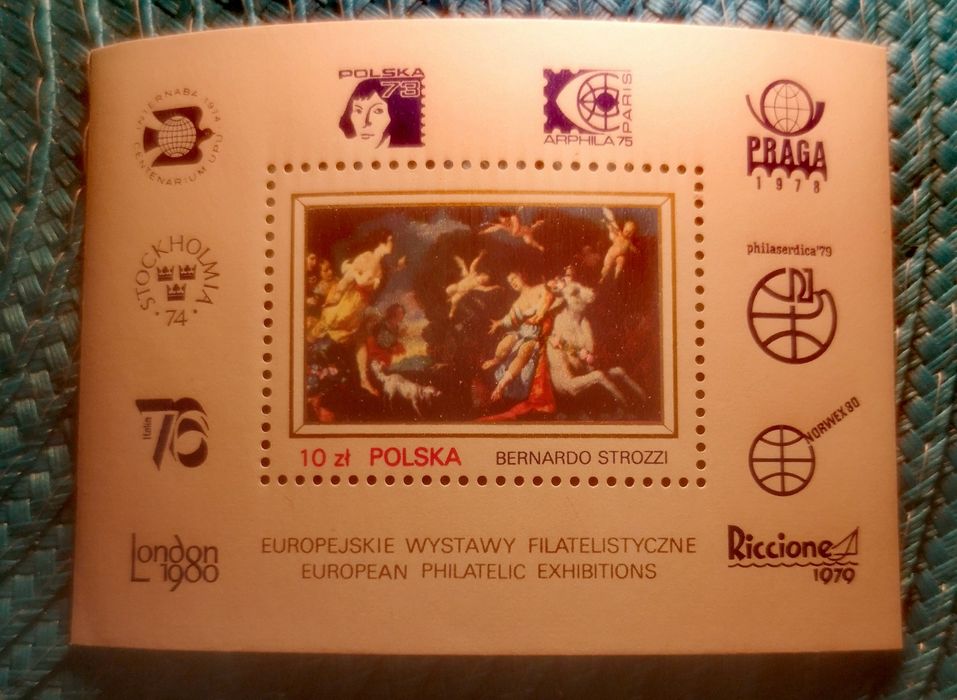 POLSKA
73
ARPHILA 75
PARIS
INTERNABA 1974
CENTENARIUM UPU
PRAGA
1978
STOCKHOLMIA
74
philaserdica'79
Italia
76
NORWEX 80
10 zł POLSKA BERNARDO STROZZI
London
1980
EUROPEJSKIE WYSTAWY FILATELISTYCZNE
EUROPEAN PHILATELIC EXHIBITIONS
Riccione
1979